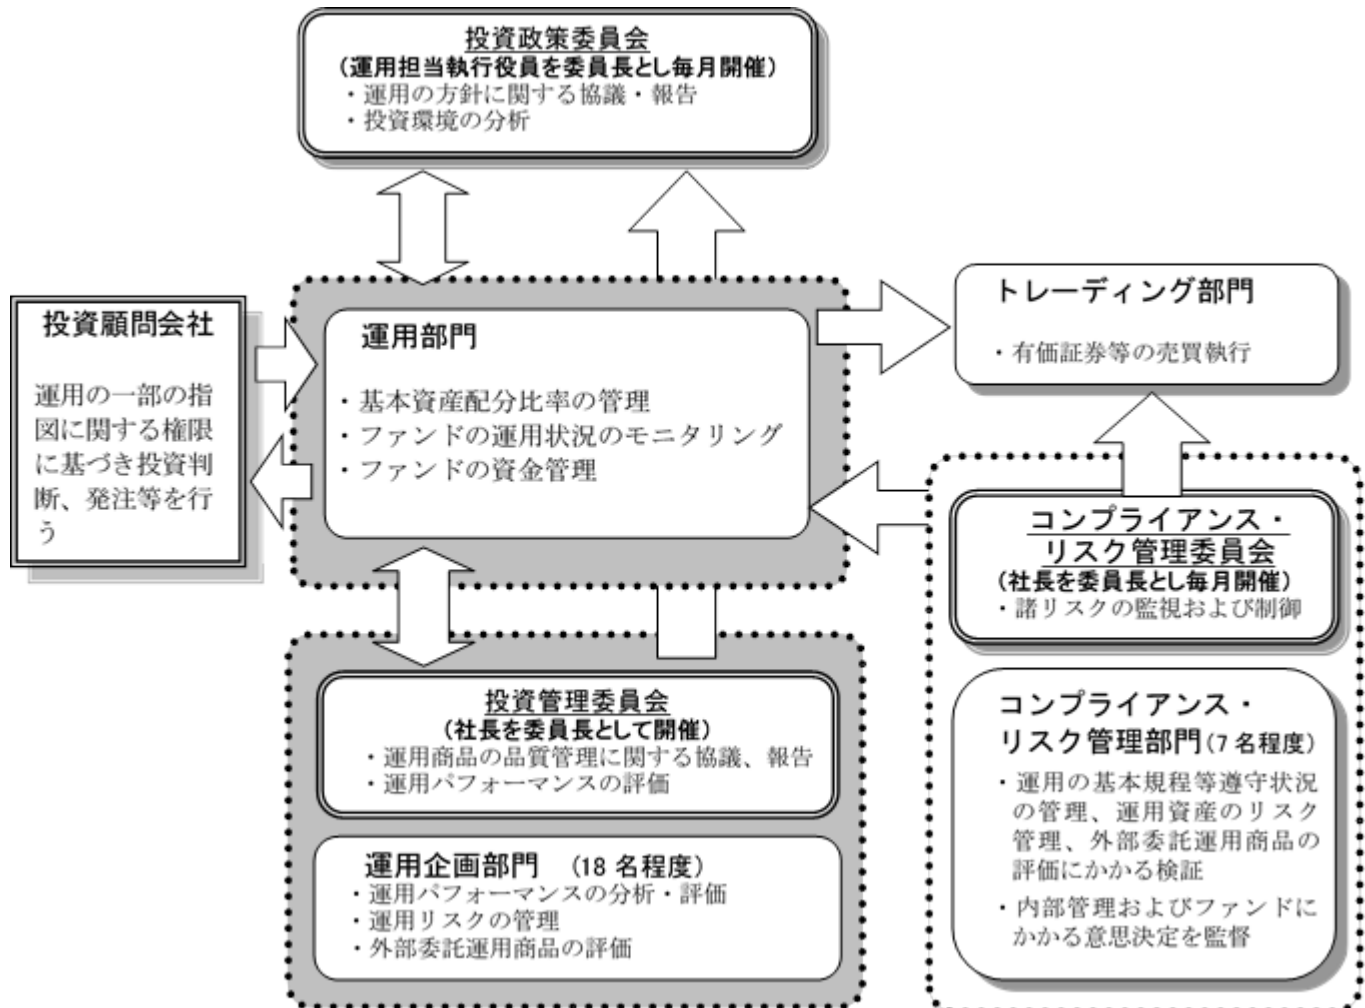 投資政策委員会
（運用担当執行役員を委員長とし毎月開催）
・運用の方針に関する協議・報告
・投資環境の分析
投資顧問会社
運用の一部の指
図に関する権限
に基づき投資判
断、発注等を行
う
運用部門
・基本資産配分比率の管理
・ファンドの運用状況のモニタリング
・ファンドの資金管理
トレーディング部門
・有価証券等の売買執行
コンプライアンス・
リスク管理委員会
（社長を委員長とし毎月開催）
・諸リスクの監視および制御
コンプライアンス・
リスク管理部門（7 名程度）
・運用の基本規程等遵守状況
の管理、運用資産のリスク
管理、外部委託運用商品の
評価にかかる検証
・内部管理およびファンドに
かかる意思決定を監督
投資管理委員会
（社長を委員長として開催）
・運用商品の品質管理に関する協議、報告
・運用パフォーマンスの評価
運用企画部門　（18 名程度）
・運用パフォーマンスの分析・評価
・運用リスクの管理
・外部委託運用商品の評価